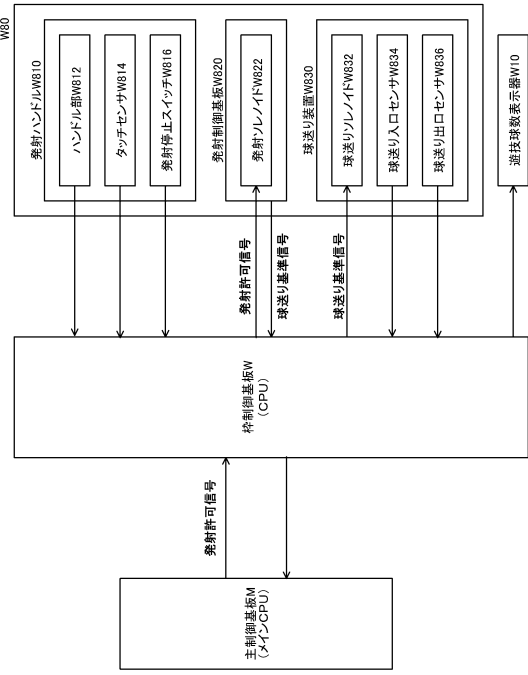 W80
発射ハンドルW810
ハンドル部W812
タッチセンサW814
発射停止スイッチW816
発射制御基板W820
発射ソレノイドW822
球送り装置W830
球送りソレノイドW832
球送り入口センサW834
球送り出口センサW836
遊技球数表示器W10
発射許可信号
球送り基準信号
球送り基準信号
枠制御基板W
(CPU)
発射許可信号
主制御基板M
(メインCPU)